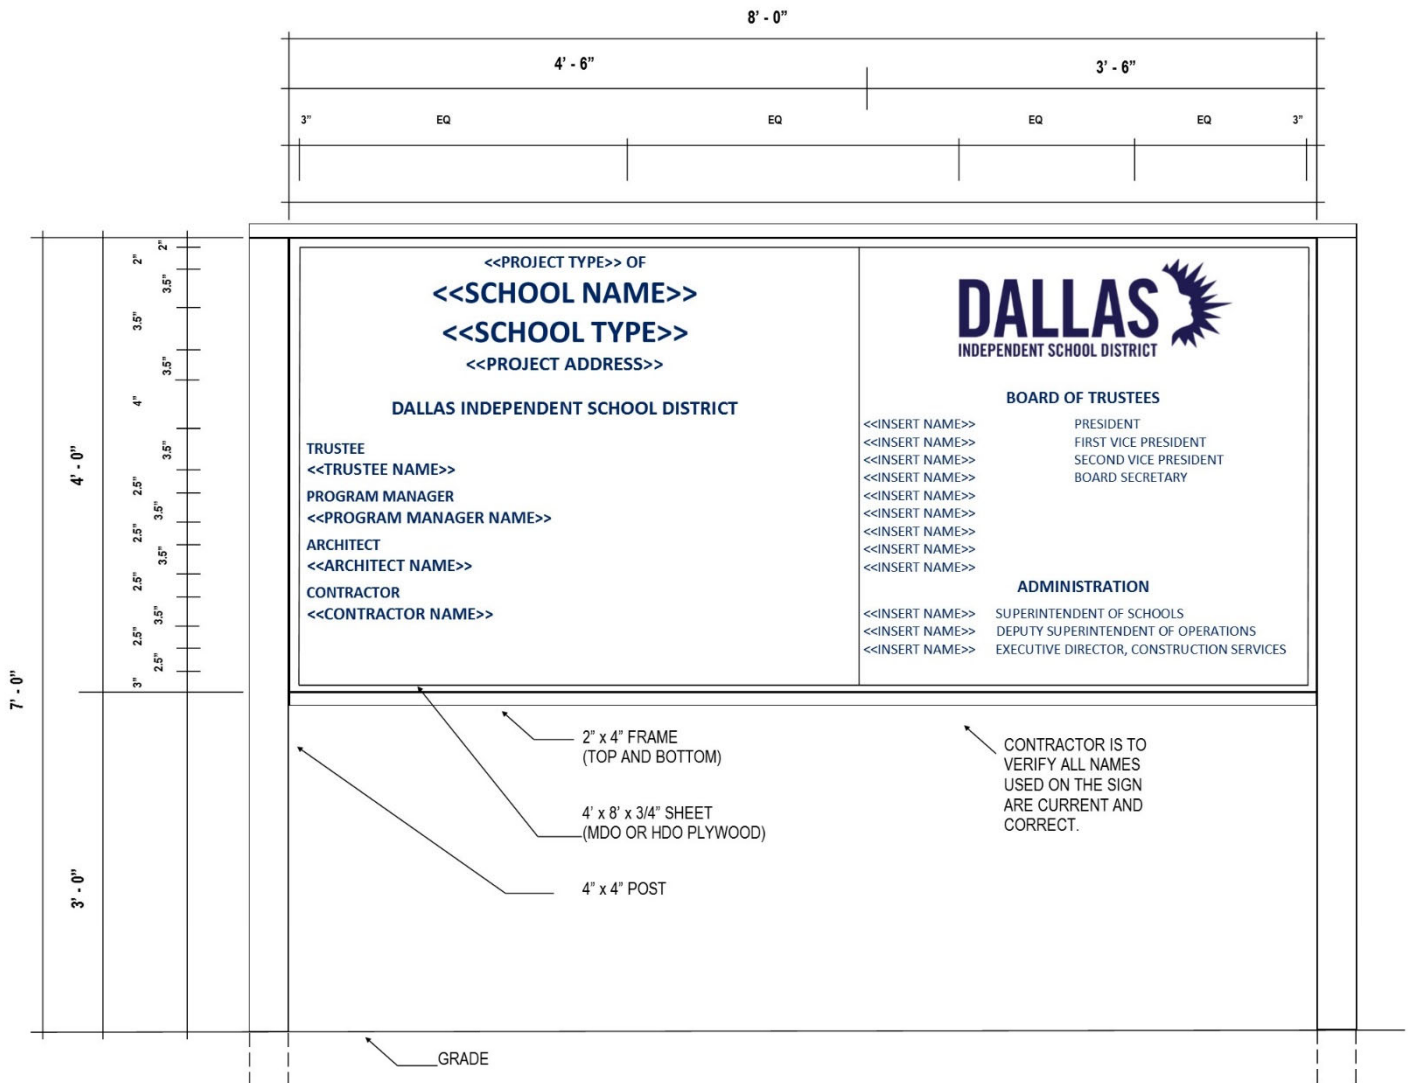 8' - 0"
4' - 6"
3' - 6"
3"
EQ
EQ
EQ
EQ
3"
2"
2"
3.5"
3.5"
3.5"
4"
3.5"
2.5"
3.5"
2.5"
3.5"
2.5"
3.5"
2.5"
2.5"
3"
4' - 0"
7' - 0"
3' - 0"
<<PROJECT TYPE>> OF
<<SCHOOL NAME>>
<<SCHOOL TYPE>>
<<PROJECT ADDRESS>>
DALLAS INDEPENDENT SCHOOL DISTRICT
TRUSTEE
<<TRUSTEE NAME>>
PROGRAM MANAGER
<<PROGRAM MANAGER NAME>>
ARCHITECT
<<ARCHITECT NAME>>
CONTRACTOR
<<CONTRACTOR NAME>>
DALLAS
INDEPENDENT SCHOOL DISTRICT
BOARD OF TRUSTEES
<<INSERT NAME>> PRESIDENT
<<INSERT NAME>> FIRST VICE PRESIDENT
<<INSERT NAME>> SECOND VICE PRESIDENT
<<INSERT NAME>> BOARD SECRETARY
<<INSERT NAME>>
<<INSERT NAME>>
<<INSERT NAME>>
<<INSERT NAME>>
<<INSERT NAME>>
ADMINISTRATION
<<INSERT NAME>> SUPERINTENDENT OF SCHOOLS
<<INSERT NAME>> DEPUTY SUPERINTENDENT OF OPERATIONS
<<INSERT NAME>> EXECUTIVE DIRECTOR, CONSTRUCTION SERVICES
2" x 4" FRAME
(TOP AND BOTTOM)
4' x 8' x 3/4" SHEET
(MDO OR HDO PLYWOOD)
4" x 4" POST
CONTRACTOR IS TO
VERIFY ALL NAMES
USED ON THE SIGN
ARE CURRENT AND
CORRECT.
GRADE